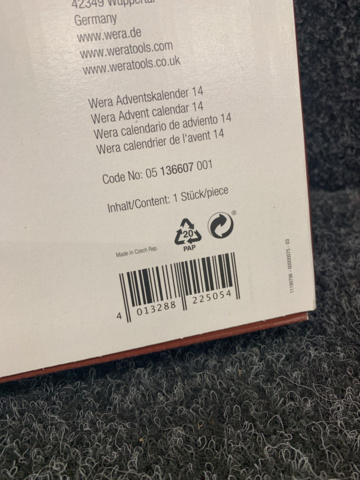 42349 Wuppertal
Germany
www.wera.de
www.weratools.com
www.weratools.co.uk
Wera Adventskalender 14
Wera Advent calendar 14
Wera calendario de adviento 14
Wera calendrier de l'avent 14
Code No: 05 136607 001
Inhalt/Content: 1 Stück/piece
20
PAP
Made in Czech Rep.
4 013288 225054